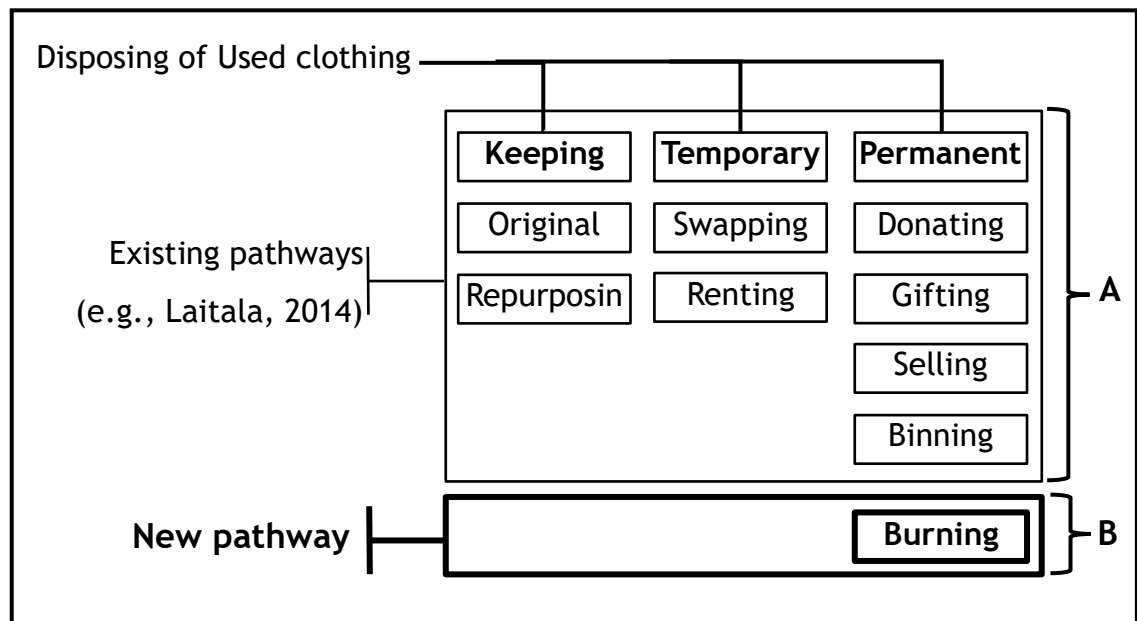 Disposing of Used clothing
Keeping Temporary Permanent
Original Swapping Donating
Existing pathways
(e.g., Laitala, 2014)
Repurposin Renting Gifting
A
Selling
Binning
New pathway
Burning
B